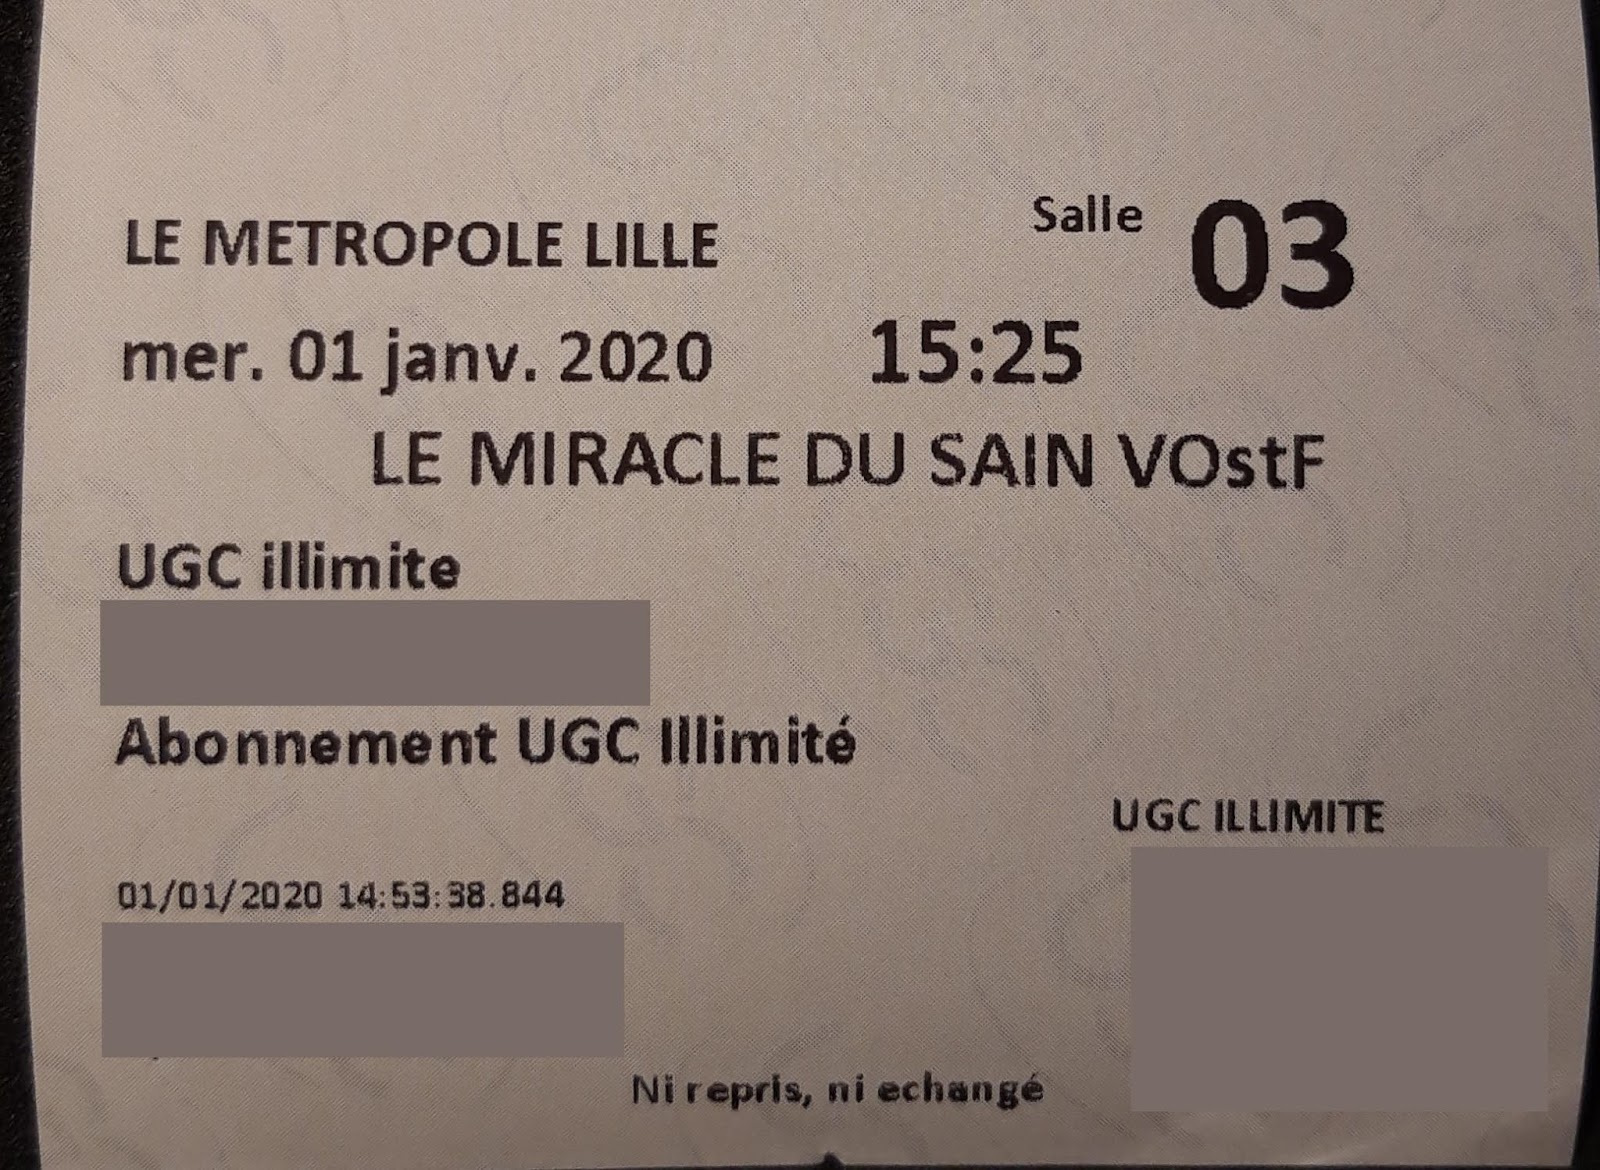 LE METROPOLE LILLE Salle 03
mer. 01 janv. 2020 15:25
LE MIRACLE DU SAIN VOstF
UGC illimite
Abonnement UGC Illimité
UGC ILLIMITE
01/01/2020 14:53:38.844
Ni repris, ni echangé